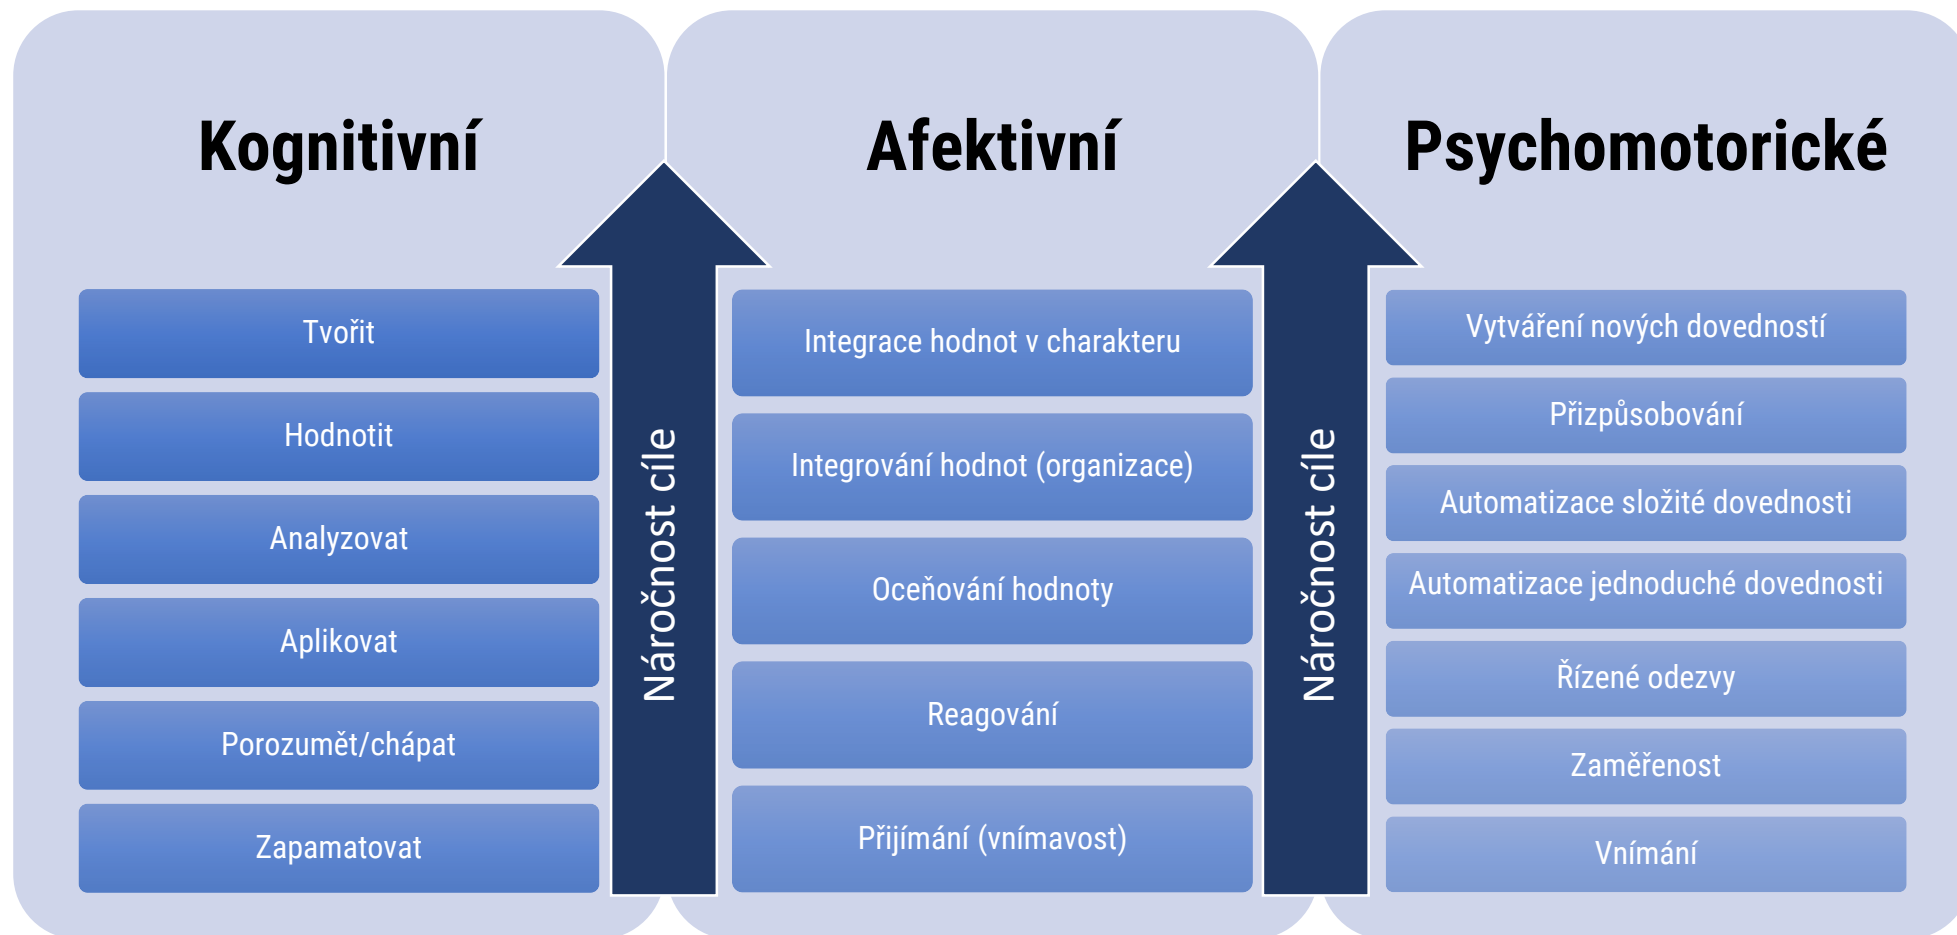 Kognitivní
Tvořit
Hodnotit
Analyzovat
Aplikovat
Porozumět/chápat
Zapamatovat
Náročnost cíle
Afektivní
Integrace hodnot v charakteru
Integrování hodnot (organizace)
Oceňování hodnoty
Reagování
Přijímání (vnímavost)
Náročnost cíle
Psychomotorické
Vytváření nových dovedností
Přizpůsobování
Automatizace složité dovednosti
Automatizace jednoduché dovednosti
Řízené odezvy
Zaměřenost
Vnímání